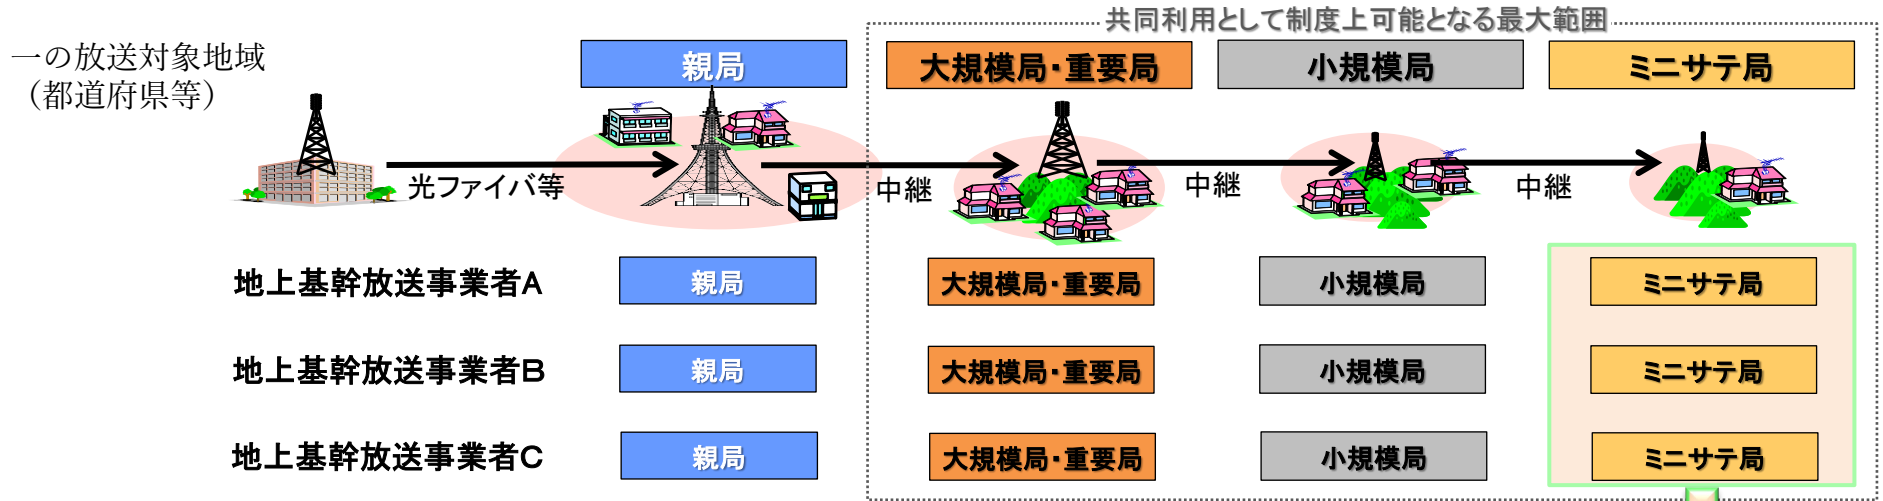 共同利用として制度上可能となる最大範囲
一の放送対象地域
（都道府県等）
親局
大規模局・重要局
小規模局
ミニサテ局
光ファイバ等
中継
中継
中継
地上基幹放送事業者A
親局
大規模局・重要局
小規模局
ミニサテ局
地上基幹放送事業者B
親局
大規模局・重要局
小規模局
ミニサテ局
地上基幹放送事業者C
親局
大規模局・重要局
小規模局
ミニサテ局